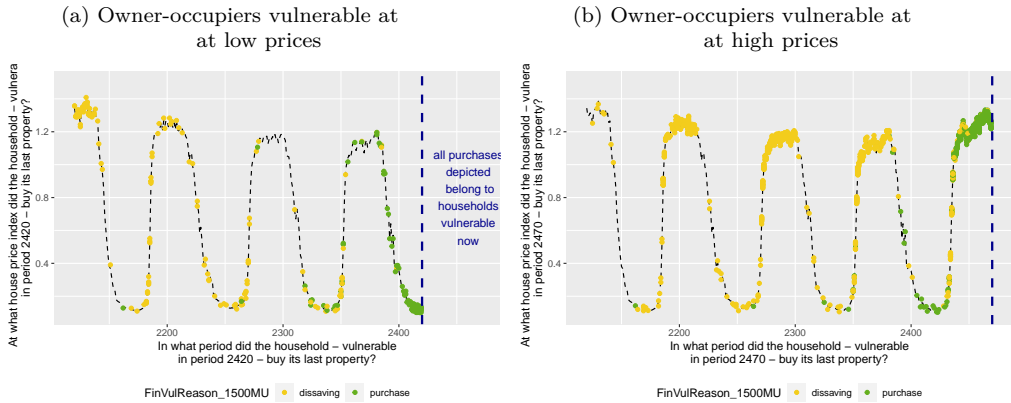 (a) Owner-occupiers vulnerable at
at low prices
At what house price index did the household – vulnera
in period 2420 – buy its last property?
1.2
0.8
0.4
all purchases
depicted
belong to
households
vulnerable
now
2200
2300
2400
In what period did the household – vulnerable
in period 2420 – buy its last property?
FinVulReason_1500MU
dissaving
purchase
(b) Owner-occupiers vulnerable at
at high prices
At what house price index did the household – vulnera
in period 2470 – buy its last property?
1.2
0.8
0.4
2200
2300
2400
In what period did the household – vulnerable
in period 2470 – buy its last property?
FinVulReason_1500MU
dissaving
purchase